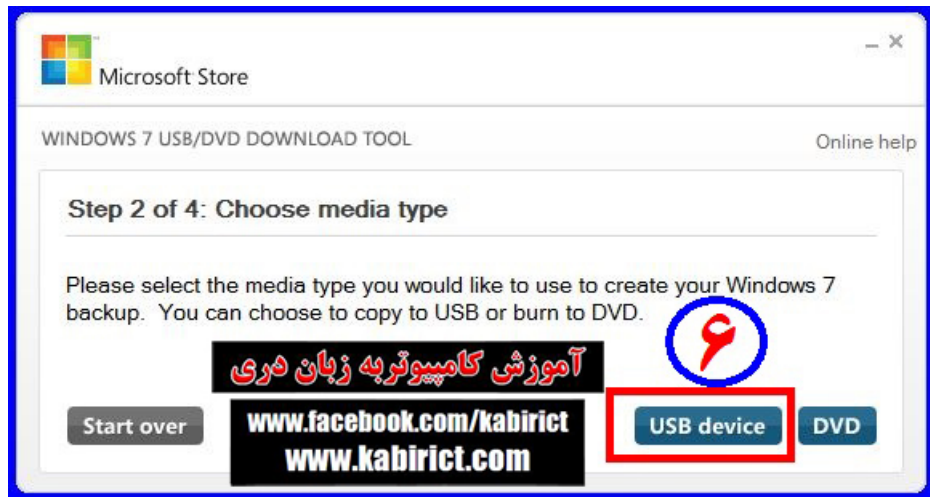 Microsoft Store
WINDOWS 7 USB/DVD DOWNLOAD TOOL
Online help
Step 2 of 4: Choose media type
Please select the media type you would like to use to create your Windows 7
backup. You can choose to copy to USB or burn to DVD.
۶
آموزش کامپیوتربه زبان دری
Start over
www.facebook.com/kabirict
www.kabirict.com
USB device
DVD